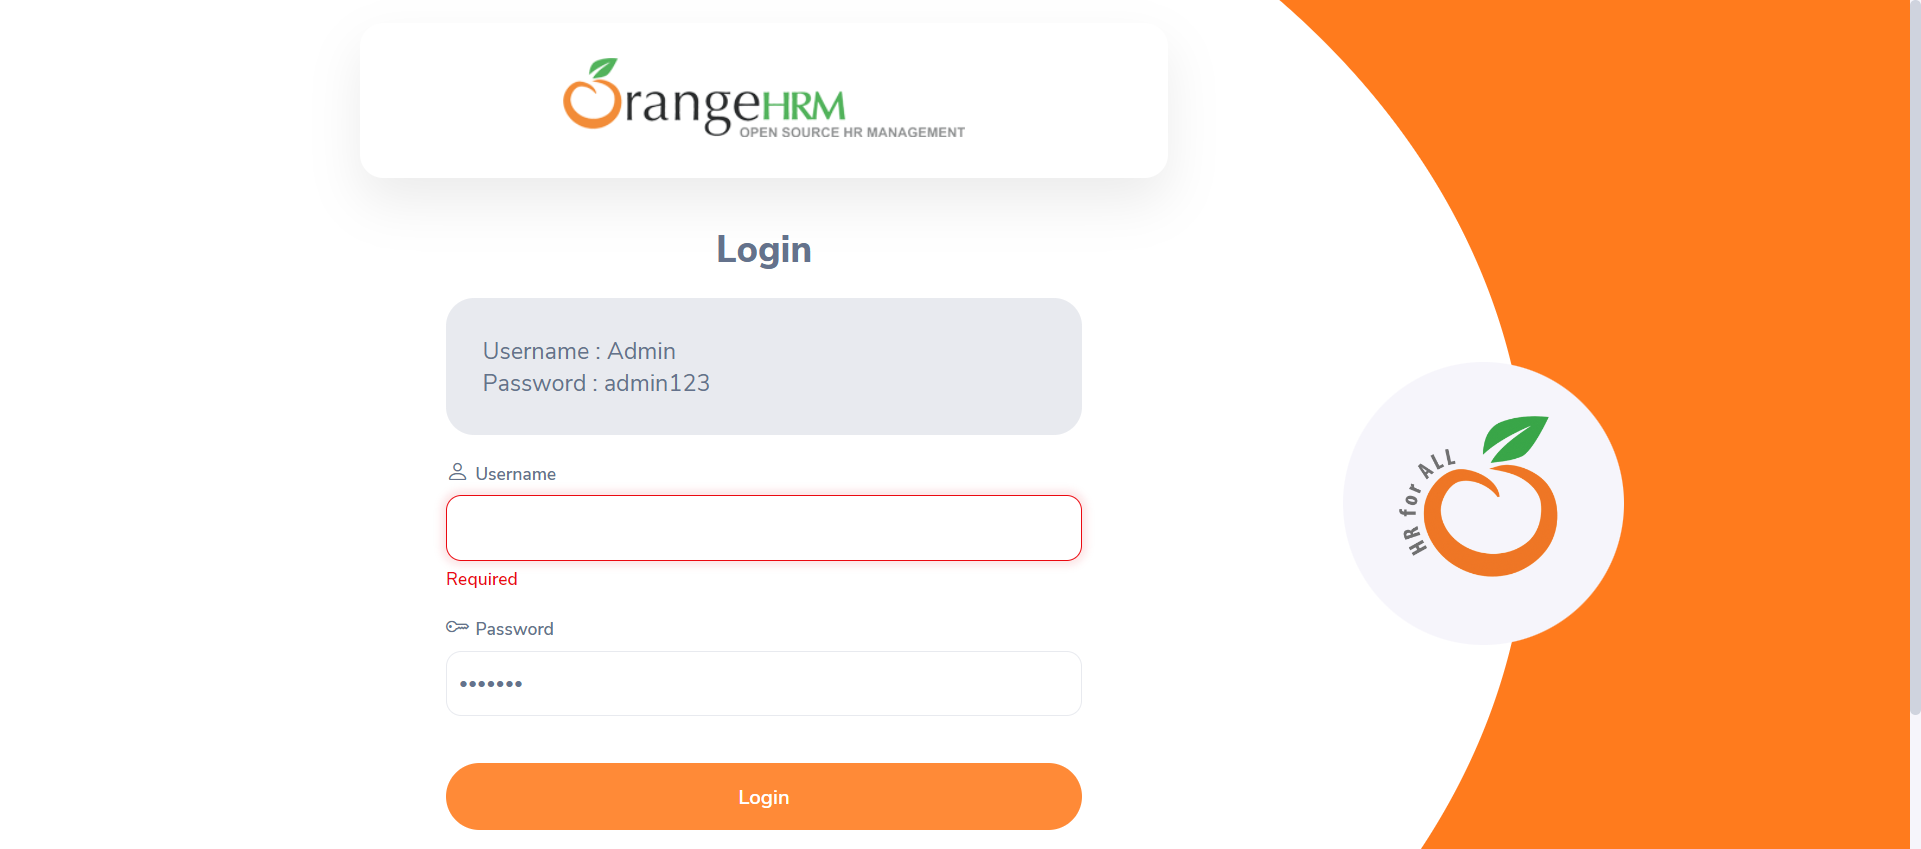 OrangeHRM
OPEN SOURCE HR MANAGEMENT
Login
Username : Admin
Password : admin123
Username
Required
Password
•••••••
Login
HR for ALL